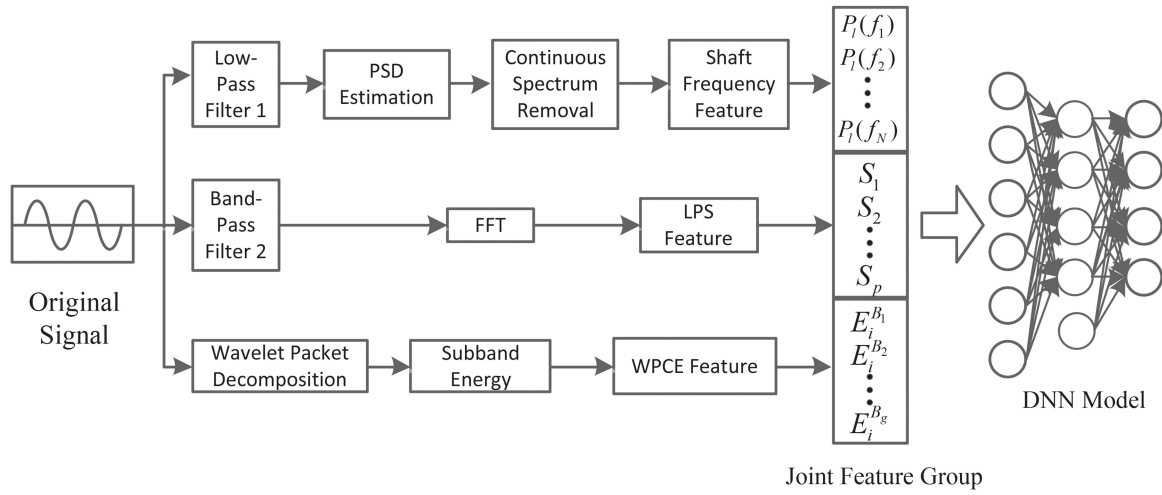 Low-
Pass
Filter 1
PSD
Estimation
Continuous
Spectrum
Removal
Shaft
Frequency
Feature
P_l(f_1)
P_l(f_2)
P_l(f_N)
Original
Signal
Band-
Pass
Filter 2
FFT
LPS
Feature
S_1
S_2
S_p
Wavelet Packet
Decomposition
Subband
Energy
WPCE Feature
E_i^{B_1}
E_i^{B_2}
E_i^{B_g}
Joint Feature Group
DNN Model